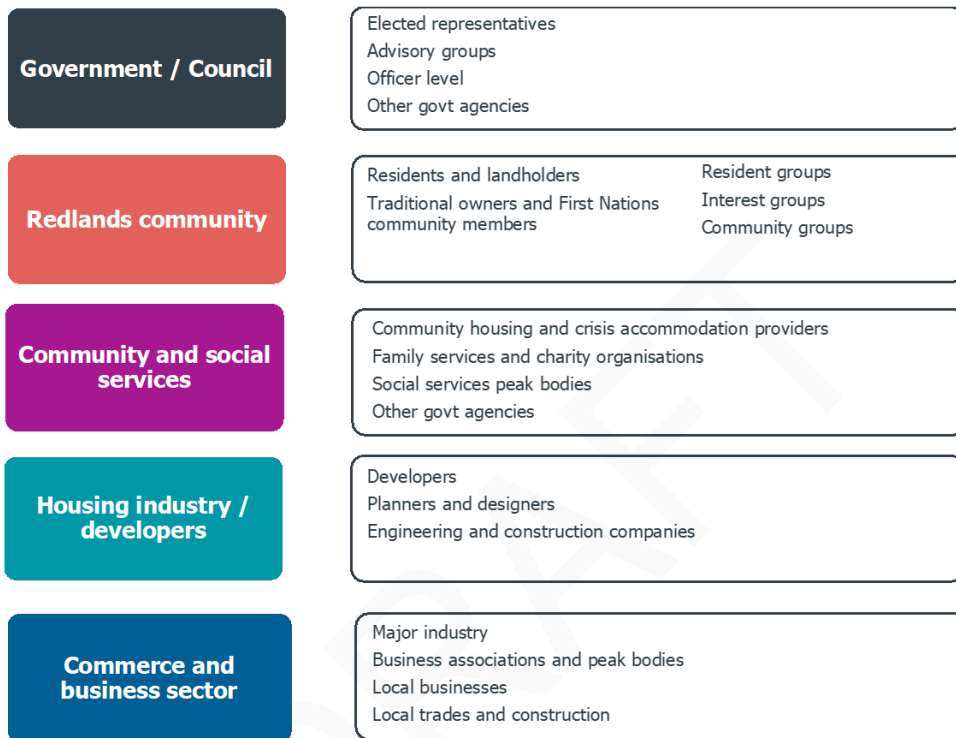 Government / Council
Elected representatives
Advisory groups
Officer level
Other govt agencies
Redlands community
Residents and landholders
Traditional owners and First Nations
community members
Resident groups
Interest groups
Community groups
Community and social
services
Community housing and crisis accommodation providers
Family services and charity organisations
Social services peak bodies
Other govt agencies
Housing industry /
developers
Developers
Planners and designers
Engineering and construction companies
Commerce and
business sector
Major industry
Business associations and peak bodies
Local businesses
Local trades and construction
DRAFT